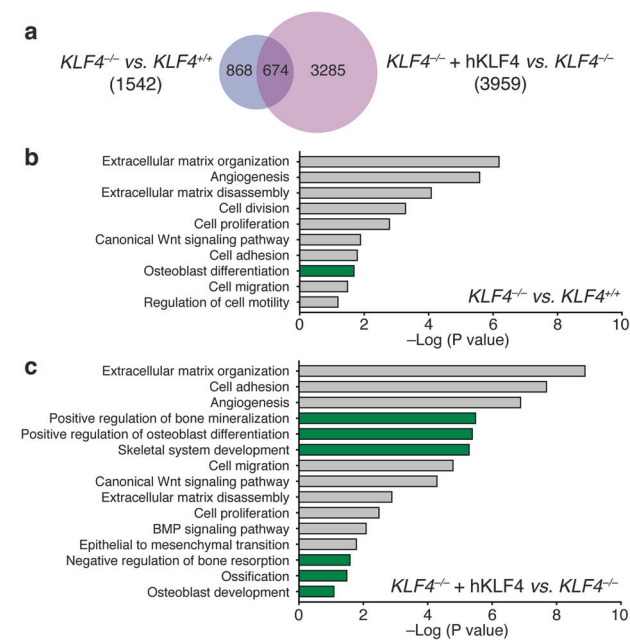 a
KLF4–/– vs. KLF4+/+
(1542)
868 674 3285
KLF4–/– + hKLF4 vs. KLF4–/–
(3959)
b
Extracellular matrix organization
Angiogenesis
Extracellular matrix disassembly
Cell division
Cell proliferation
Canonical Wnt signaling pathway
Cell adhesion
Osteoblast differentiation
Cell migration
Regulation of cell motility
KLF4–/– vs. KLF4+/+
0 2 4 6 8 10
–Log (P value)
c
Extracellular matrix organization
Cell adhesion
Angiogenesis
Positive regulation of bone mineralization
Positive regulation of osteoblast differentiation
Skeletal system development
Cell migration
Canonical Wnt signaling pathway
Extracellular matrix disassembly
Cell proliferation
BMP signaling pathway
Epithelial to mesenchymal transition
Negative regulation of bone resorption
Ossification
Osteoblast development
KLF4–/– + hKLF4 vs. KLF4–/–
0 2 4 6 8 10
–Log (P value)